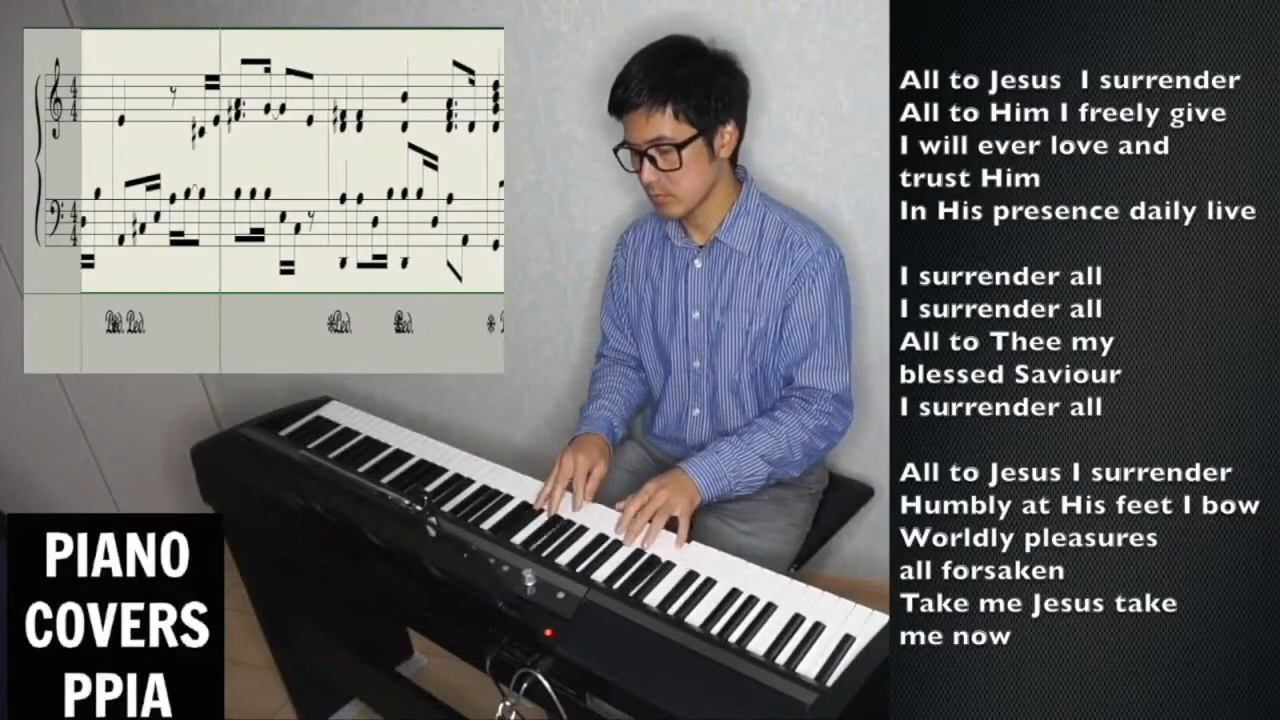 PIANO
COVERS
PPIA
All to Jesus  I surrender
All to Him I freely give
I will ever love and
trust Him
In His presence daily live
I surrender all
I surrender all
All to Thee my
blessed Saviour
I surrender all
All to Jesus I surrender
Humbly at His feet I bow
Worldly pleasures
all forsaken
Take me Jesus take
me now